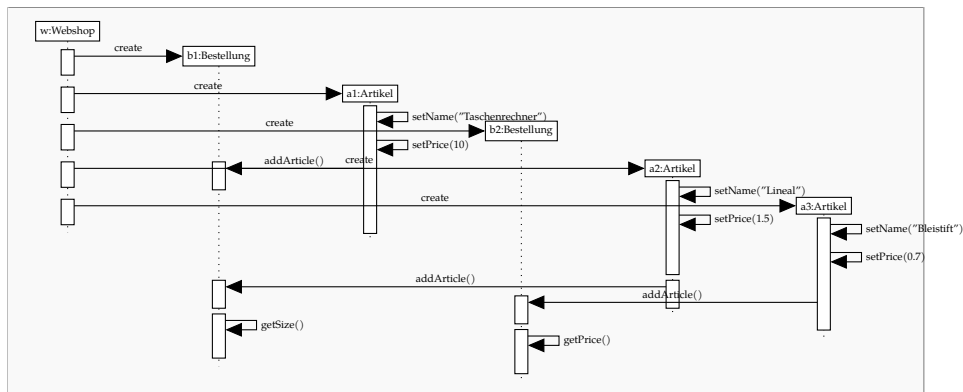 w:Webshop
create
b1:Bestellung
create
a1:Artikel
setName("Taschenrechner")
create
b2:Bestellung
setPrice(10)
addArticle()
create
a2:Artikel
setName("Lineal")
create
a3:Artikel
setPrice(1.5)
setName("Bleistift")
setPrice(0.7)
addArticle()
addArticle()
getSize()
getPrice()